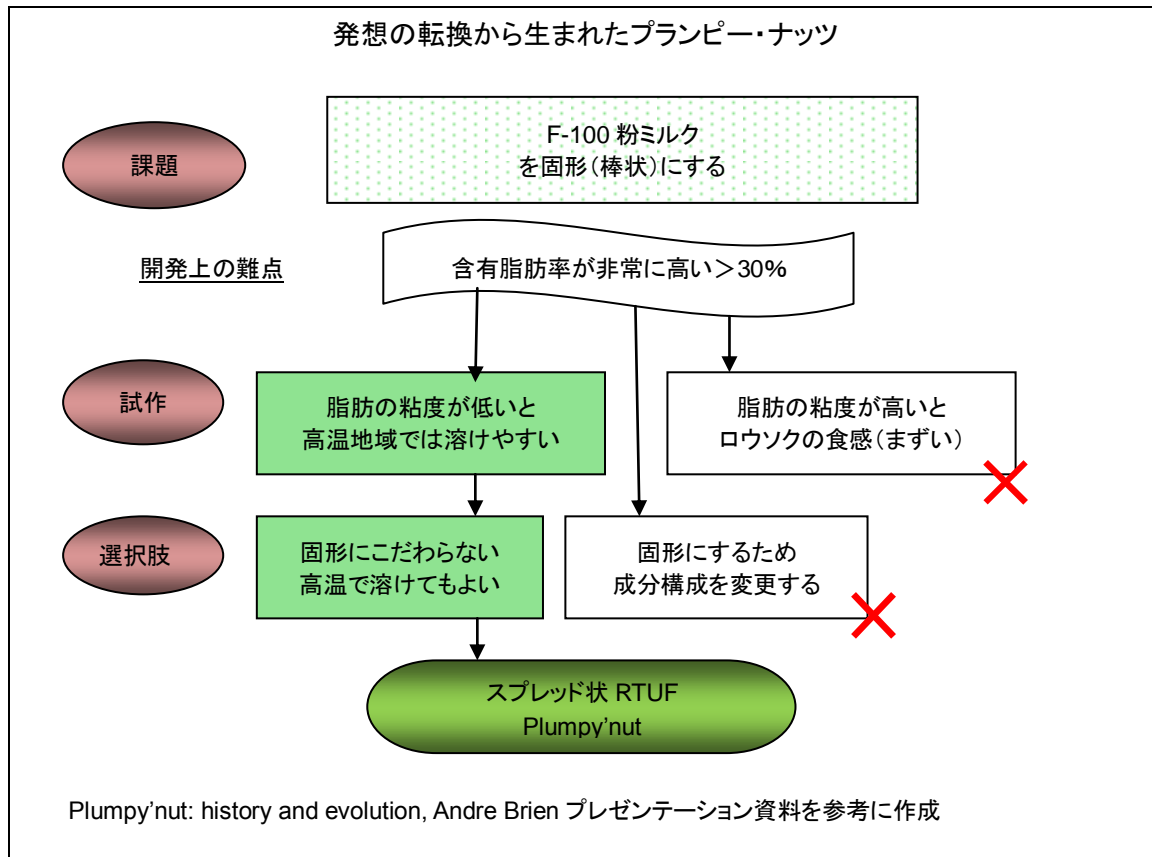 発想の転換から生まれたプランピー・ナッツ
課題
F-100 粉ミルク
を固形(棒状)にする
開発上の難点
含有脂肪率が非常に高い>30%
試作
脂肪の粘度が低いと
高温地域では溶けやすい
脂肪の粘度が高いと
ロウソクの食感(まずい)
選択肢
固形にこだわらない
高温で溶けてもよい
固形にするため
成分構成を変更する
スプレッド状 RTUF
Plumpy'nut
Plumpy'nut: history and evolution, Andre Brien プレゼンテーション資料を参考に作成